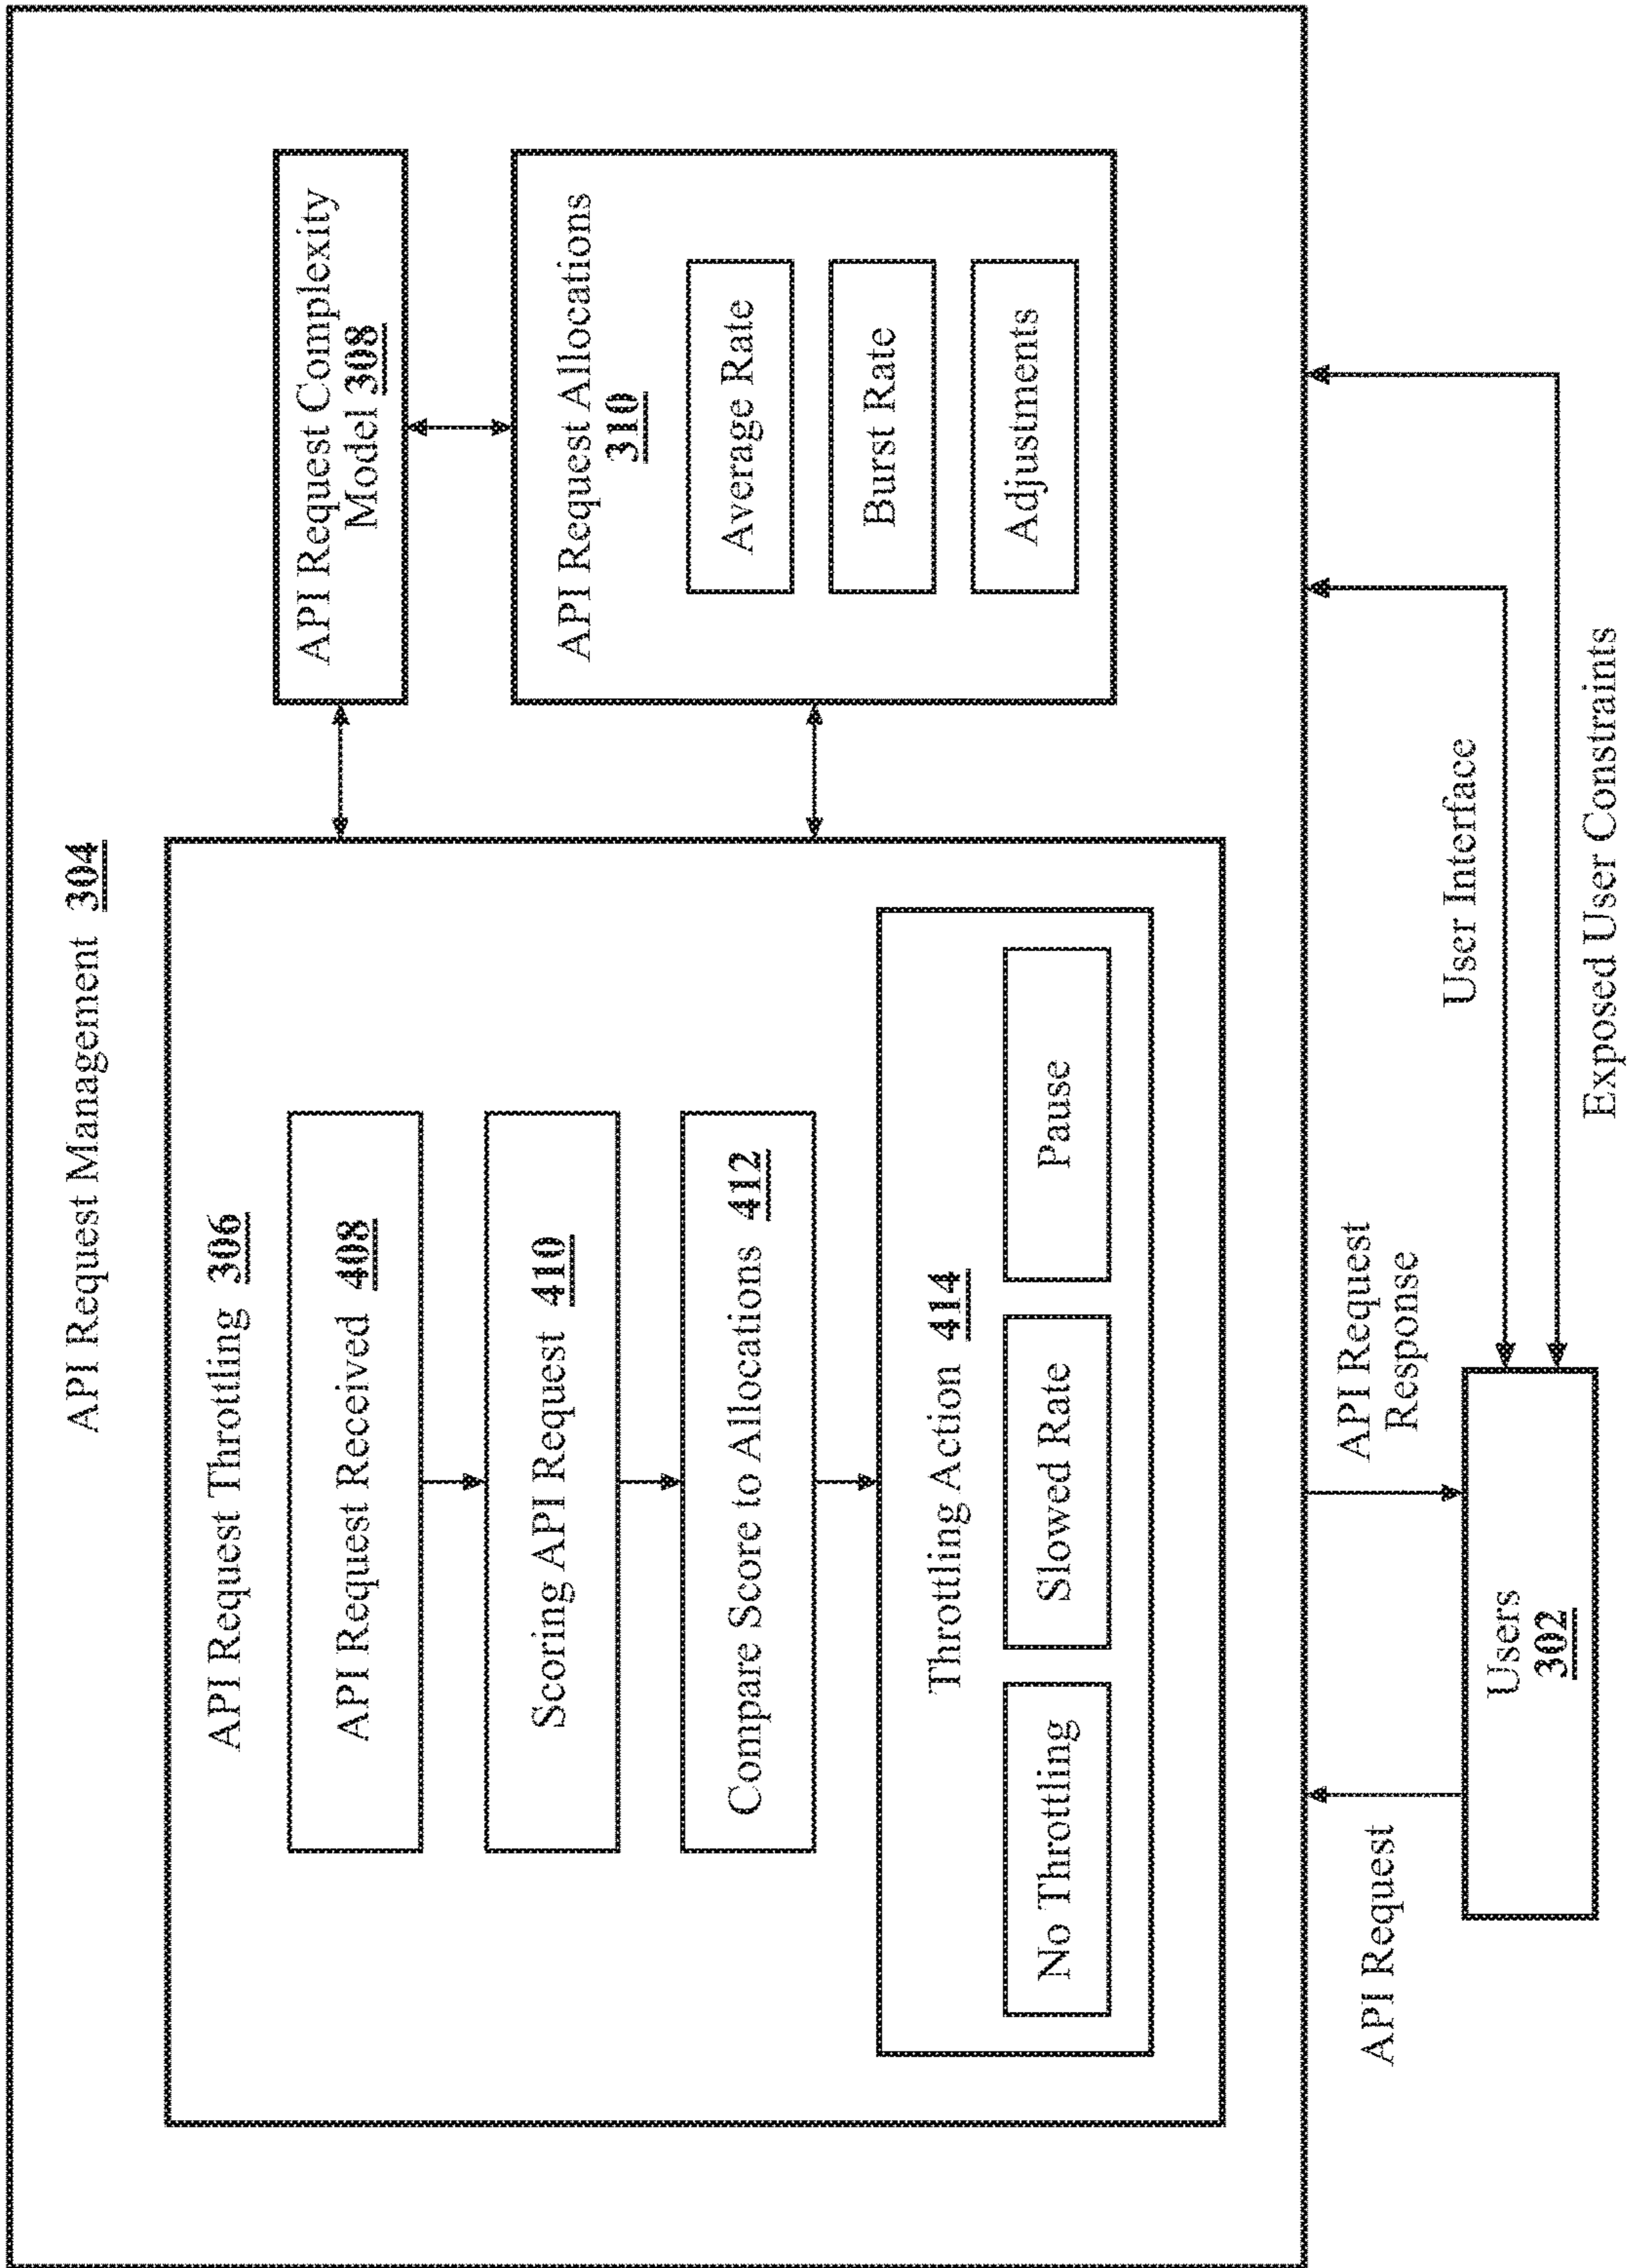 API Request Management 304
API Request Throttling 306
API Request Received 408
Scoring API Request 410
Compare Score to Allocations 412
Throttling Action 414
No Throttling
Slowed Rate
Pause
API Request Complexity
Model 308
API Request Allocations
310
Average Rate
Burst Rate
Adjustments
API Request
API Request
Response
User Interface
Exposed User Constraints
Users
302